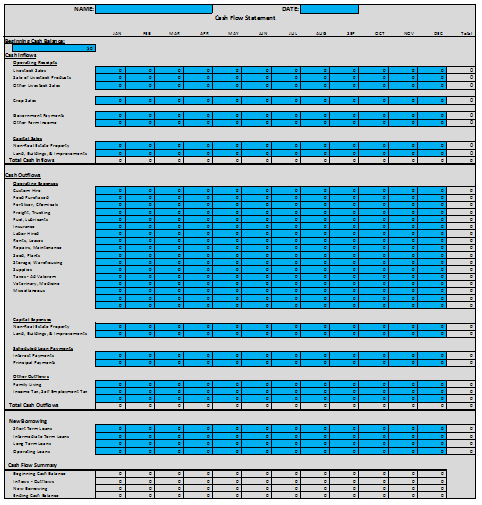 NAME: DATE:
Cash Flow Statement
JAN FEB MAR APR MAY JUN JUL AUG SEP OCT NOV DEC Total
Beginning Cash Balance:
$0
Cash Inflows
Operating Receipts
Livestock Sales 0 0 0 0 0 0 0 0 0 0 0 0 0
Sale of Livestock Products 0 0 0 0 0 0 0 0 0 0 0 0 0
Other Livestock Sales 0 0 0 0 0 0 0 0 0 0 0 0 0
Crop Sales 0 0 0 0 0 0 0 0 0 0 0 0 0
Government Payments 0 0 0 0 0 0 0 0 0 0 0 0 0
Other Farm Income 0 0 0 0 0 0 0 0 0 0 0 0 0
Capital Sales
Non-Real Estate Property 0 0 0 0 0 0 0 0 0 0 0 0 0
Land, Buildings, & Improvements 0 0 0 0 0 0 0 0 0 0 0 0 0
Total Cash Inflows 0 0 0 0 0 0 0 0 0 0 0 0 0
Cash Outflows
Operating Expenses
Custom Hire 0 0 0 0 0 0 0 0 0 0 0 0 0
Feed Purchased 0 0 0 0 0 0 0 0 0 0 0 0 0
Fertilizer, Chemicals 0 0 0 0 0 0 0 0 0 0 0 0 0
Freight, Trucking 0 0 0 0 0 0 0 0 0 0 0 0 0
Fuel, Lubricants 0 0 0 0 0 0 0 0 0 0 0 0 0
Insurance 0 0 0 0 0 0 0 0 0 0 0 0 0
Labor Hired 0 0 0 0 0 0 0 0 0 0 0 0 0
Rents, Leases 0 0 0 0 0 0 0 0 0 0 0 0 0
Repairs, Maintenance 0 0 0 0 0 0 0 0 0 0 0 0 0
Seed, Plants 0 0 0 0 0 0 0 0 0 0 0 0 0
Storage, Warehousing 0 0 0 0 0 0 0 0 0 0 0 0 0
Supplies 0 0 0 0 0 0 0 0 0 0 0 0 0
Taxes - Ad Valorem 0 0 0 0 0 0 0 0 0 0 0 0 0
Veterinary, Medicine 0 0 0 0 0 0 0 0 0 0 0 0 0
Miscellaneous 0 0 0 0 0 0 0 0 0 0 0 0 0
0 0 0 0 0 0 0 0 0 0 0 0 0
0 0 0 0 0 0 0 0 0 0 0 0 0
Capital Expenses
Non-Real Estate Property 0 0 0 0 0 0 0 0 0 0 0 0 0
Land, Buildings, & Improvements 0 0 0 0 0 0 0 0 0 0 0 0 0
Scheduled Loan Payments
Interest Payments 0 0 0 0 0 0 0 0 0 0 0 0 0
Principal Payments 0 0 0 0 0 0 0 0 0 0 0 0 0
Other Outflows
Family Living 0 0 0 0 0 0 0 0 0 0 0 0 0
Income Tax, Self Employment Tax 0 0 0 0 0 0 0 0 0 0 0 0 0
0 0 0 0 0 0 0 0 0 0 0 0 0
Total Cash Outflows 0 0 0 0 0 0 0 0 0 0 0 0 0
New Borrowing
Short Term Loans 0 0 0 0 0 0 0 0 0 0 0 0 0
Intermediate Term Loans 0 0 0 0 0 0 0 0 0 0 0 0 0
Long Term Loans 0 0 0 0 0 0 0 0 0 0 0 0 0
Operating Loans 0 0 0 0 0 0 0 0 0 0 0 0 0
Cash Flow Summary
Beginning Cash Balance 0 0 0 0 0 0 0 0 0 0 0 0 0
Inflows - Outflows 0 0 0 0 0 0 0 0 0 0 0 0 0
New Borrowing 0 0 0 0 0 0 0 0 0 0 0 0 0
Ending Cash Balance 0 0 0 0 0 0 0 0 0 0 0 0 0